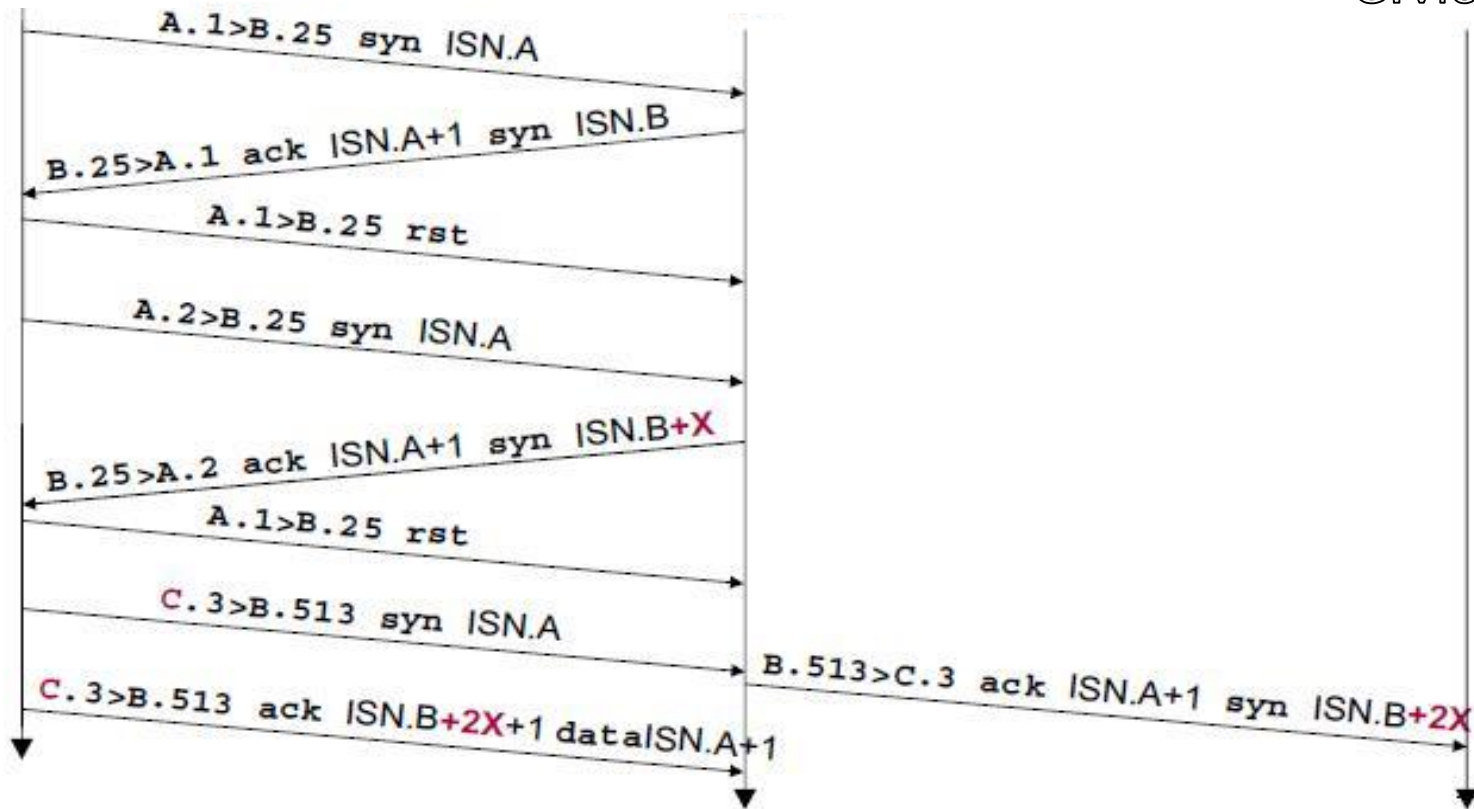 A.1>B.25 syn ISN.A
B.25>A.1 ack ISN.A+1 syn ISN.B
A.1>B.25 rst
A.2>B.25 syn ISN.A
B.25>A.2 ack ISN.A+1 syn ISN.B+X
A.1>B.25 rst
C.3>B.513 syn ISN.A
B.513>C.3 ack ISN.A+1 syn ISN.B+2X
C.3>B.513 ack ISN.B+2X+1 dataISN.A+1